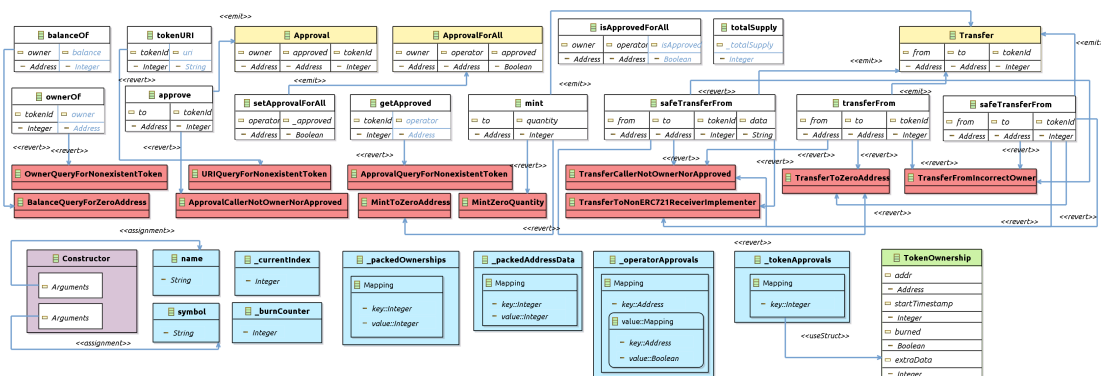 <<emit>>
balanceOf
owner balance
Address Integer
tokenURI
tokenId uri
Integer String
Approval
owner approved tokenId
Address Address Integer
ApprovalForAll
owner operator approved
Address Address Boolean
isApprovedForAll
owner operator isApproved
Address Address Boolean
totalSupply
_totalSupply
Integer
Transfer
from to tokenId
Address Address Integer
<<emit>>
<<emit>>
<<revert>>
<<emit>>
<<emit>>
<<revert>>
<<emit>>
ownerOf
tokenId owner
Integer Address
approve
to tokenId
Address Integer
setApprovalForAll
operator _approved
Address Boolean
getApproved
tokenId operator
Integer Address
mint
to quantity
Address Integer
safeTransferFrom
from to tokenId data
Address Address Integer String
transferFrom
from to tokenId
Address Address Integer
safeTransferFrom
from to tokenId
Address Address Integer
<<revert>> <<revert>> <<revert>> <<revert>> <<revert>> <<revert>> <<revert>> <<revert>> <<revert>>
OwnerQueryForNonexistentToken
URIQueryForNonexistentToken
ApprovalQueryForNonexistentToken
TransferCallerNotOwnerNorApproved
TransferToZeroAddress
TransferFromIncorrectOwner
BalanceQueryForZeroAddress
ApprovalCallerNotOwnerNorApproved
MintToZeroAddress
MintZeroQuantity
TransferToNonERC721ReceiverImplementer
<<revert>>
<<revert>>
<<assignment>>
<<revert>>
Constructor
Arguments
Arguments
<<assignment>>
name
String
symbol
String
_currentIndex
Integer
_burnCounter
Integer
_packedOwnerships
Mapping
key::Integer
value::Integer
_packedAddressData
Mapping
key::Integer
value::Integer
_operatorApprovals
Mapping
key::Address
value::Mapping
key::Address
value::Boolean
_tokenApprovals
Mapping
key::Integer
<<useStruct>>
TokenOwnership
addr
Address
startTimestamp
Integer
burned
Boolean
extraData
Integer